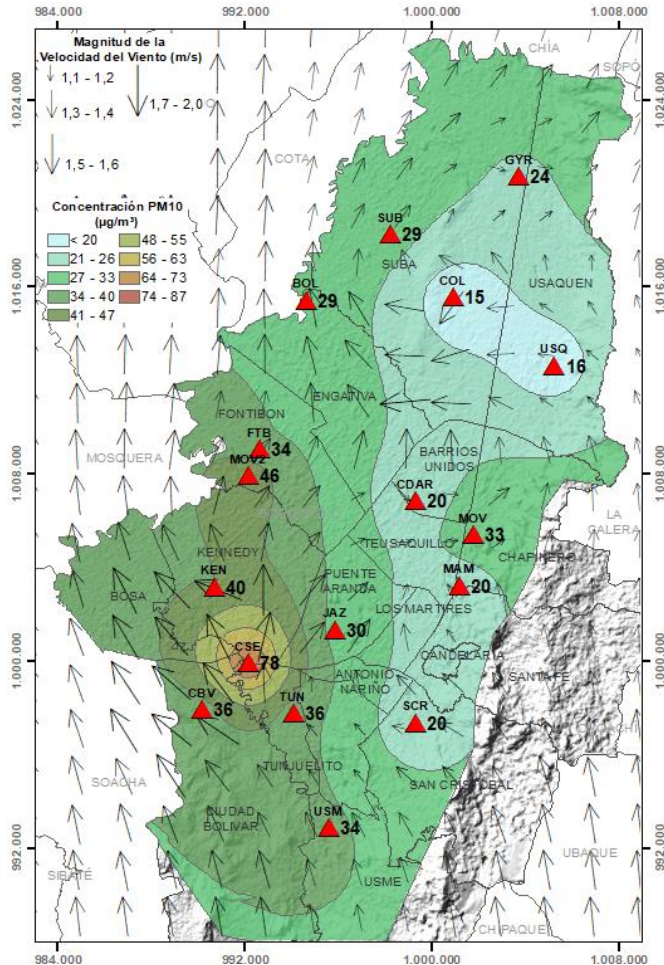 984.000 992.000 1.000.000 1.008.000
Magnitud de la
Velocidad del Viento (m/s)
1,1 - 1,2
1,3 - 1,4
1,5 - 1,6
1,7 - 2,0
Concentración PM10
(µg/m³)
< 20
21 - 26
27 - 33
34 - 40
41 - 47
48 - 55
56 - 63
64 - 73
74 - 87
CHÍA
SOPÓ
1.024.000
1.024.000
COTA
GYR
24
SUB
29
SUBA
COL
15
USAQUEN
1.016.000
1.016.000
BOL
29
USQ
16
ENGATIVA
FONTIBON
FTB
34
MOSQUERA
MOV2
46
BARRIOS
UNIDOS
1.008.000
1.008.000
CDAR
20
MOV
33
LA
CALERA
TEUSAQUILLO
CHAPINERO
KENNEDY
KEN
40
BOSA
PUENTE
ARANDA
MAM
20
LOS MARTIRES
JAZ
30
CSE
78
CANDELARIA
1.000.000
1.000.000
SANTA FE
ANTONIO
NARIÑO
CBV
36
TUN
36
SCR
20
TUNJUELITO
SOACHA
SAN CRISTOBAL
CIUDAD
BOLIVAR
USM
34
992.000
992.000
UBAQUE
SIBATÉ
USME
CHIPAQUE
984.000 992.000 1.000.000 1.008.000